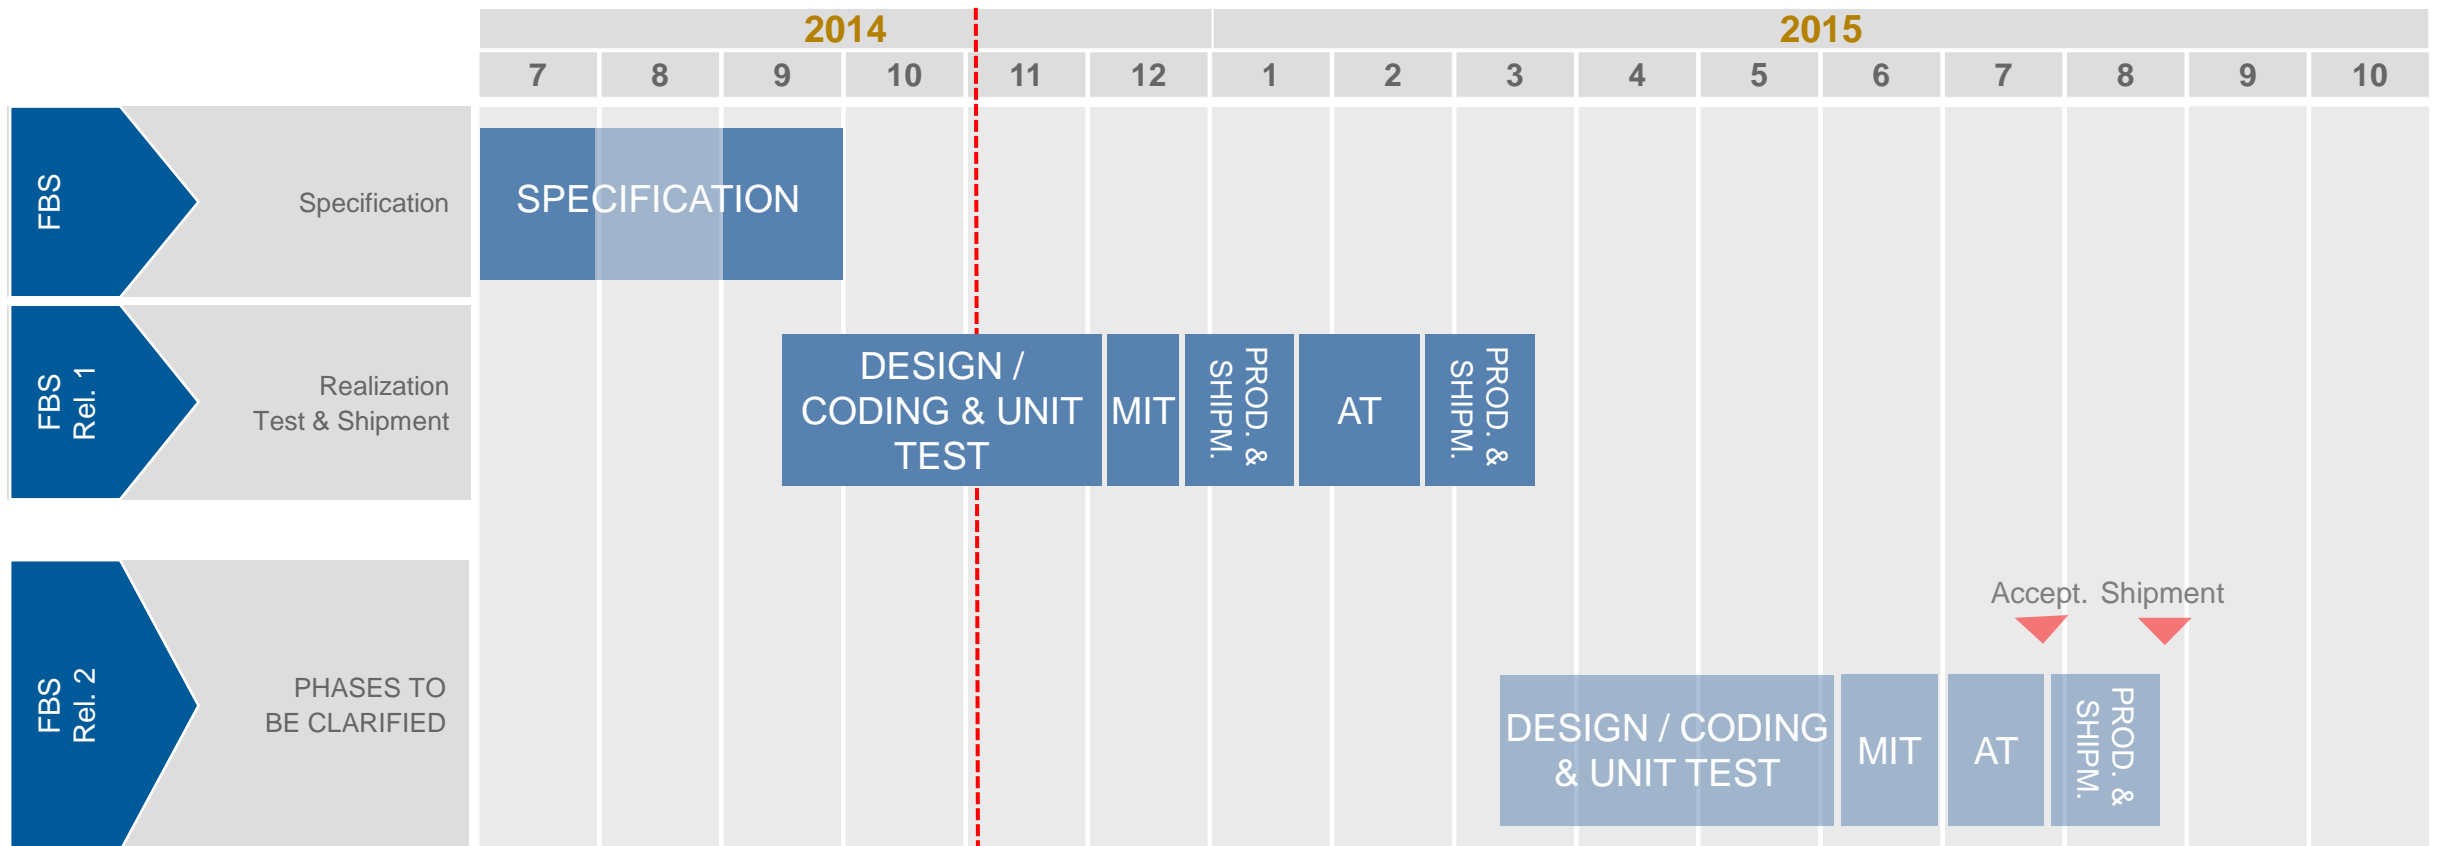 2014
2015
7
8
9
10
11
12
1
2
3
4
5
6
7
8
9
10
FBS
Specification
SPECIFICATION
FBS
Rel. 1
Realization
Test & Shipment
DESIGN /
CODING & UNIT
TEST
MIT
PROD. &
SHIPM.
AT
PROD. &
SHIPM.
Accept.
Shipment
FBS
Rel. 2
PHASES TO
BE CLARIFIED
DESIGN / CODING
& UNIT TEST
MIT
AT
PROD. &
SHIPM.